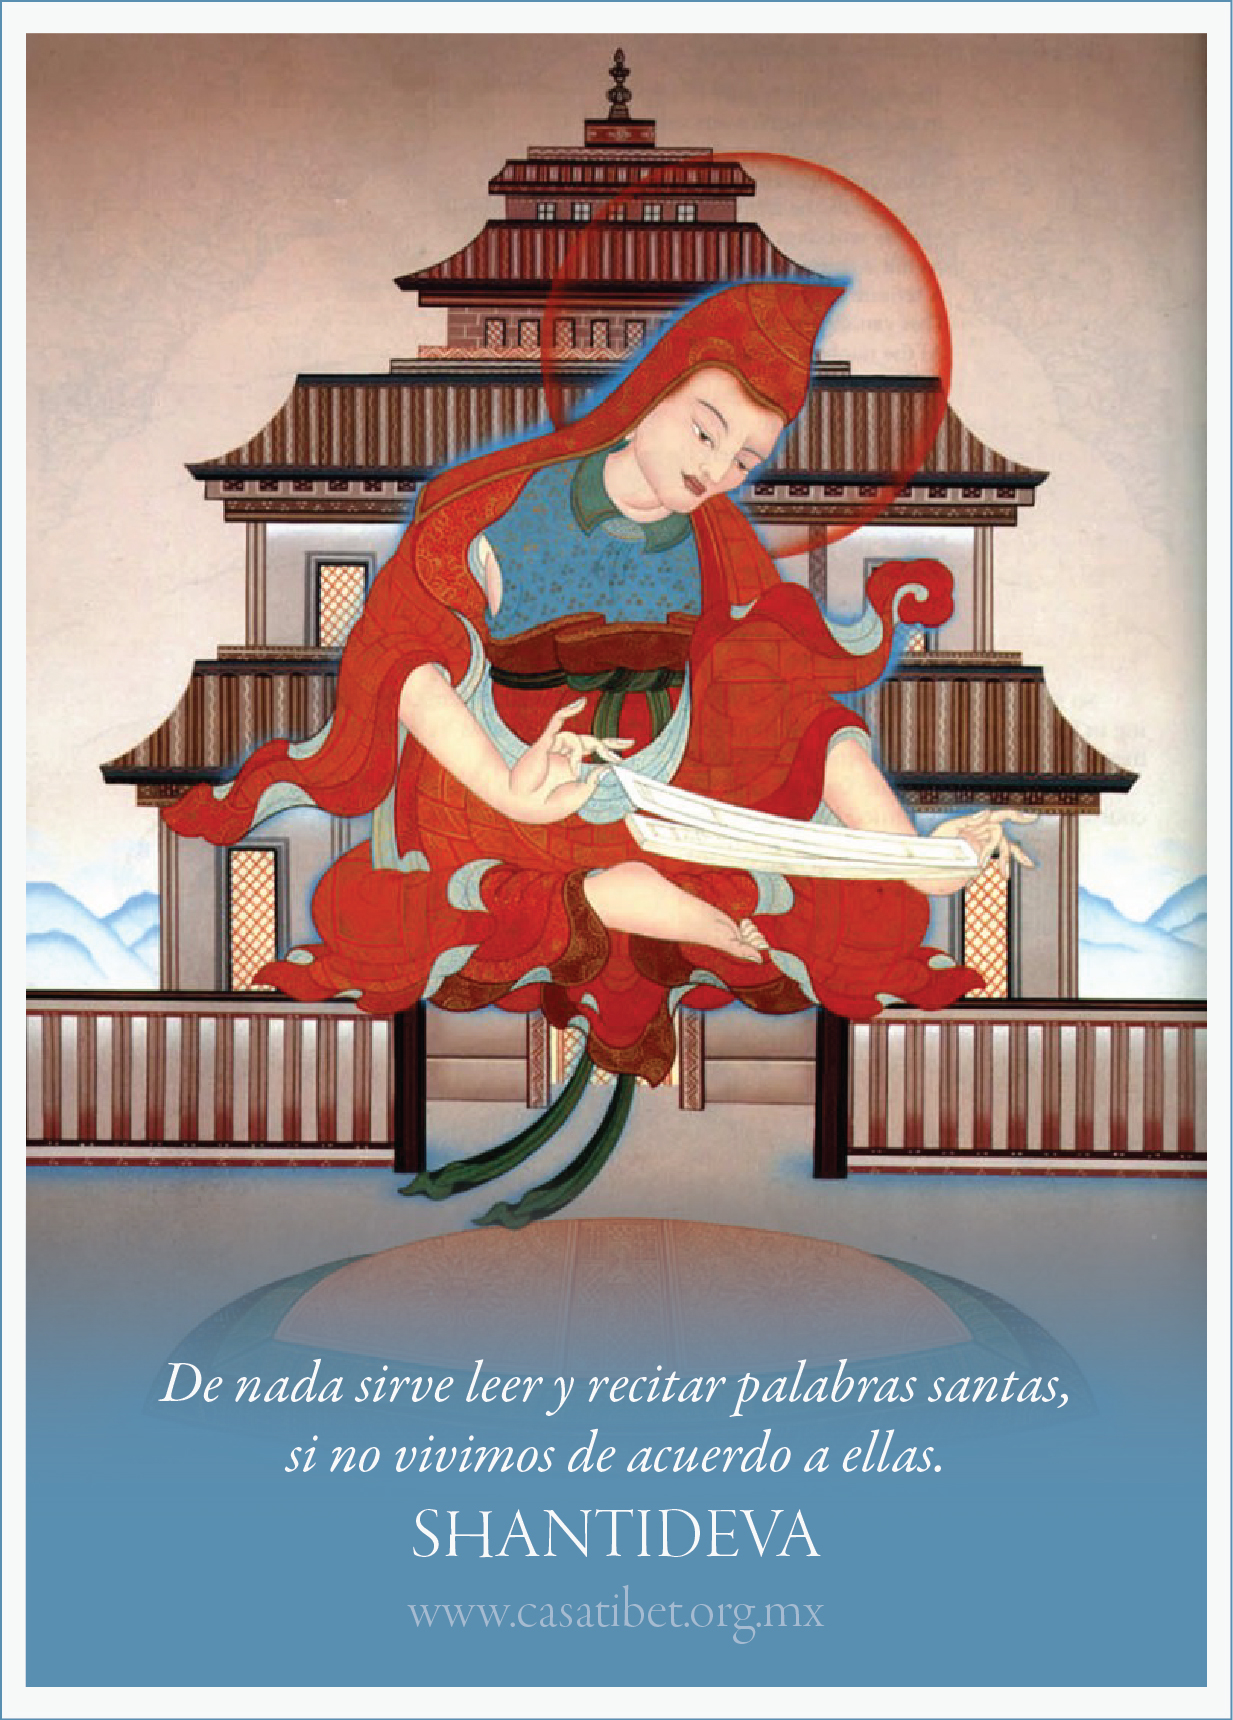 De nada sirve leer y recitar palabras santas,
si no vivimos de acuerdo a ellas.
SHANTIDEVA
www.casatibet.org.mx